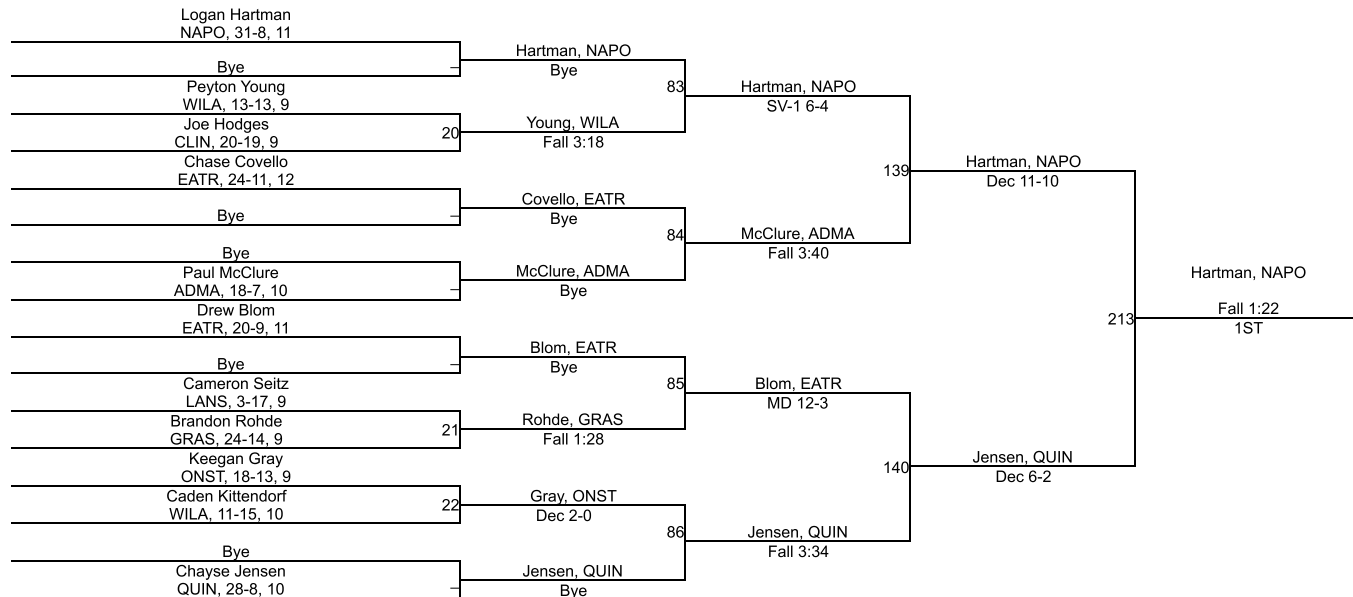 Logan Hartman
NAPO, 31-8, 11
Bye
Peyton Young
WILA, 13-13, 9
Joe Hodges
CLIN, 20-19, 9
Chase Covello
EATR, 24-11, 12
Bye
Bye
Paul McClure
ADMA, 18-7, 10
Drew Blom
EATR, 20-9, 11
Bye
Cameron Seitz
LANS, 3-17, 9
Brandon Rohde
GRAS, 24-14, 9
Keegan Gray
ONST, 18-13, 9
Caden Kittendorf
WILA, 11-15, 10
Bye
Chayse Jensen
QUIN, 28-8, 10
20
21
22
Hartman, NAPO
Bye
Young, WILA
Fall 3:18
Covello, EATR
Bye
McClure, ADMA
Bye
Blom, EATR
Bye
Rohde, GRAS
Fall 1:28
Gray, ONST
Dec 2-0
Jensen, QUIN
Bye
83
84
85
86
Hartman, NAPO
SV-1 6-4
McClure, ADMA
Fall 3:40
Blom, EATR
MD 12-3
Jensen, QUIN
Fall 3:34
139
140
Hartman, NAPO
Dec 11-10
Jensen, QUIN
Dec 6-2
213
Hartman, NAPO
Fall 1:22
1ST